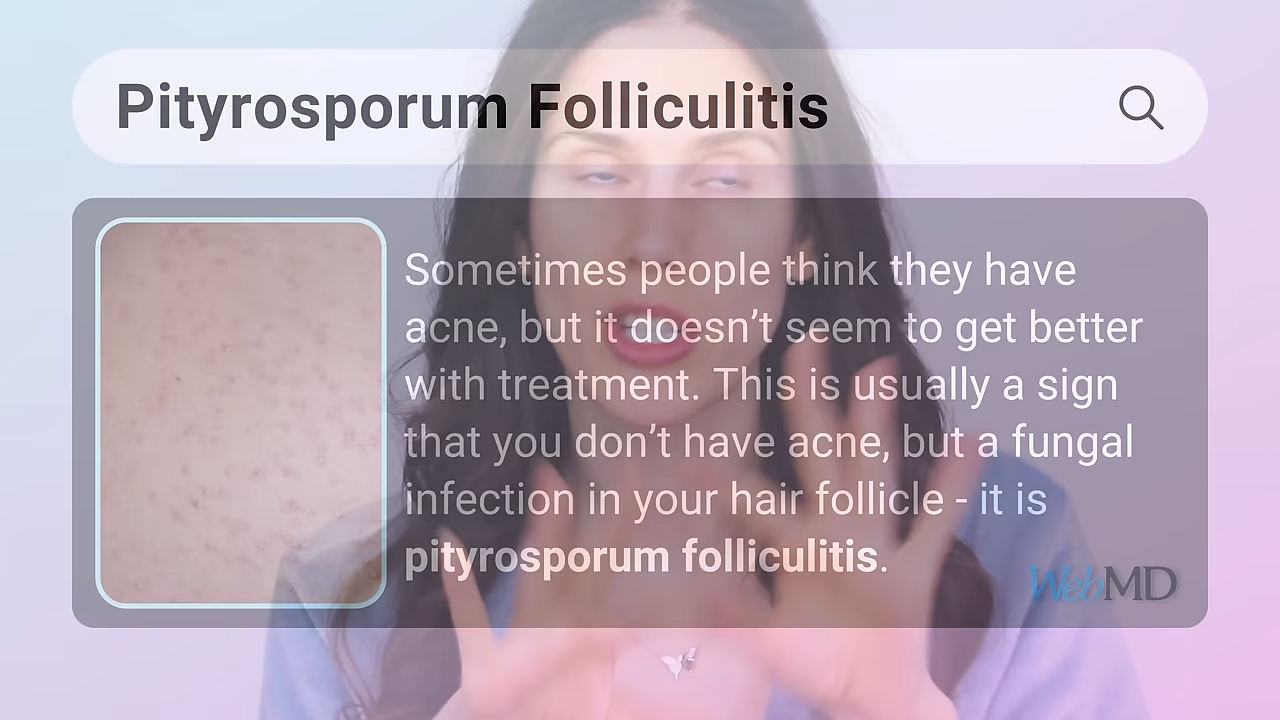 Pityrosporum Folliculitis
Sometimes people think they have
acne, but it doesn’t seem to get better
with treatment. This is usually a sign
that you don’t have acne, but a fungal
infection in your hair follicle - it is
pityrosporum folliculitis.
WebMD